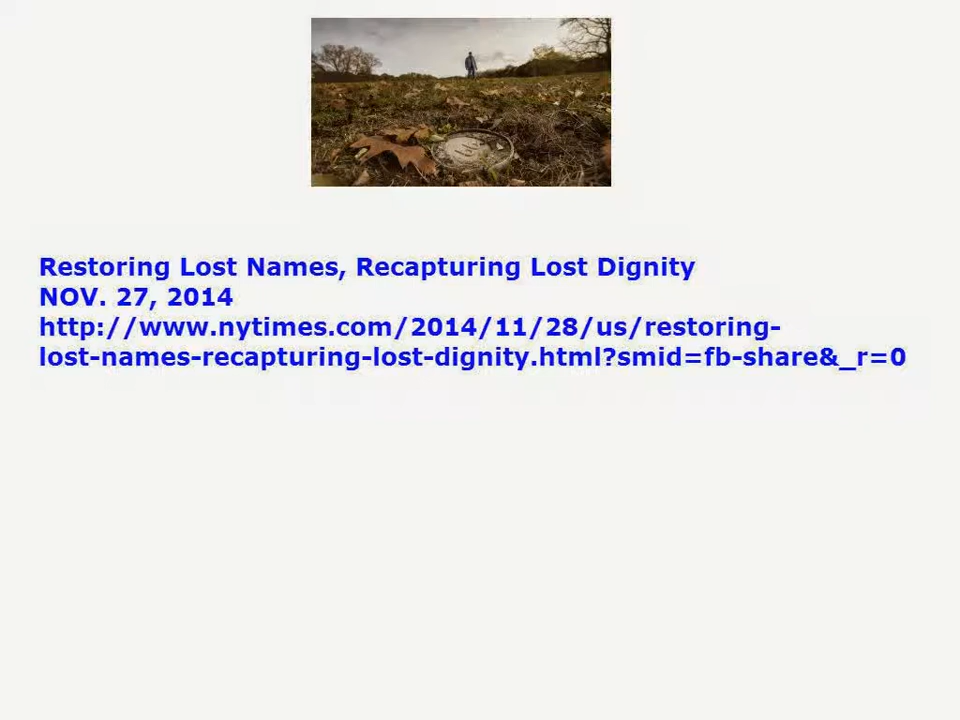 Restoring Lost Names, Recapturing Lost Dignity
NOV. 27, 2014
http://www.nytimes.com/2014/11/28/us/restoring-
lost-names-recapturing-lost-dignity.html?smid=fb-share&_r=0